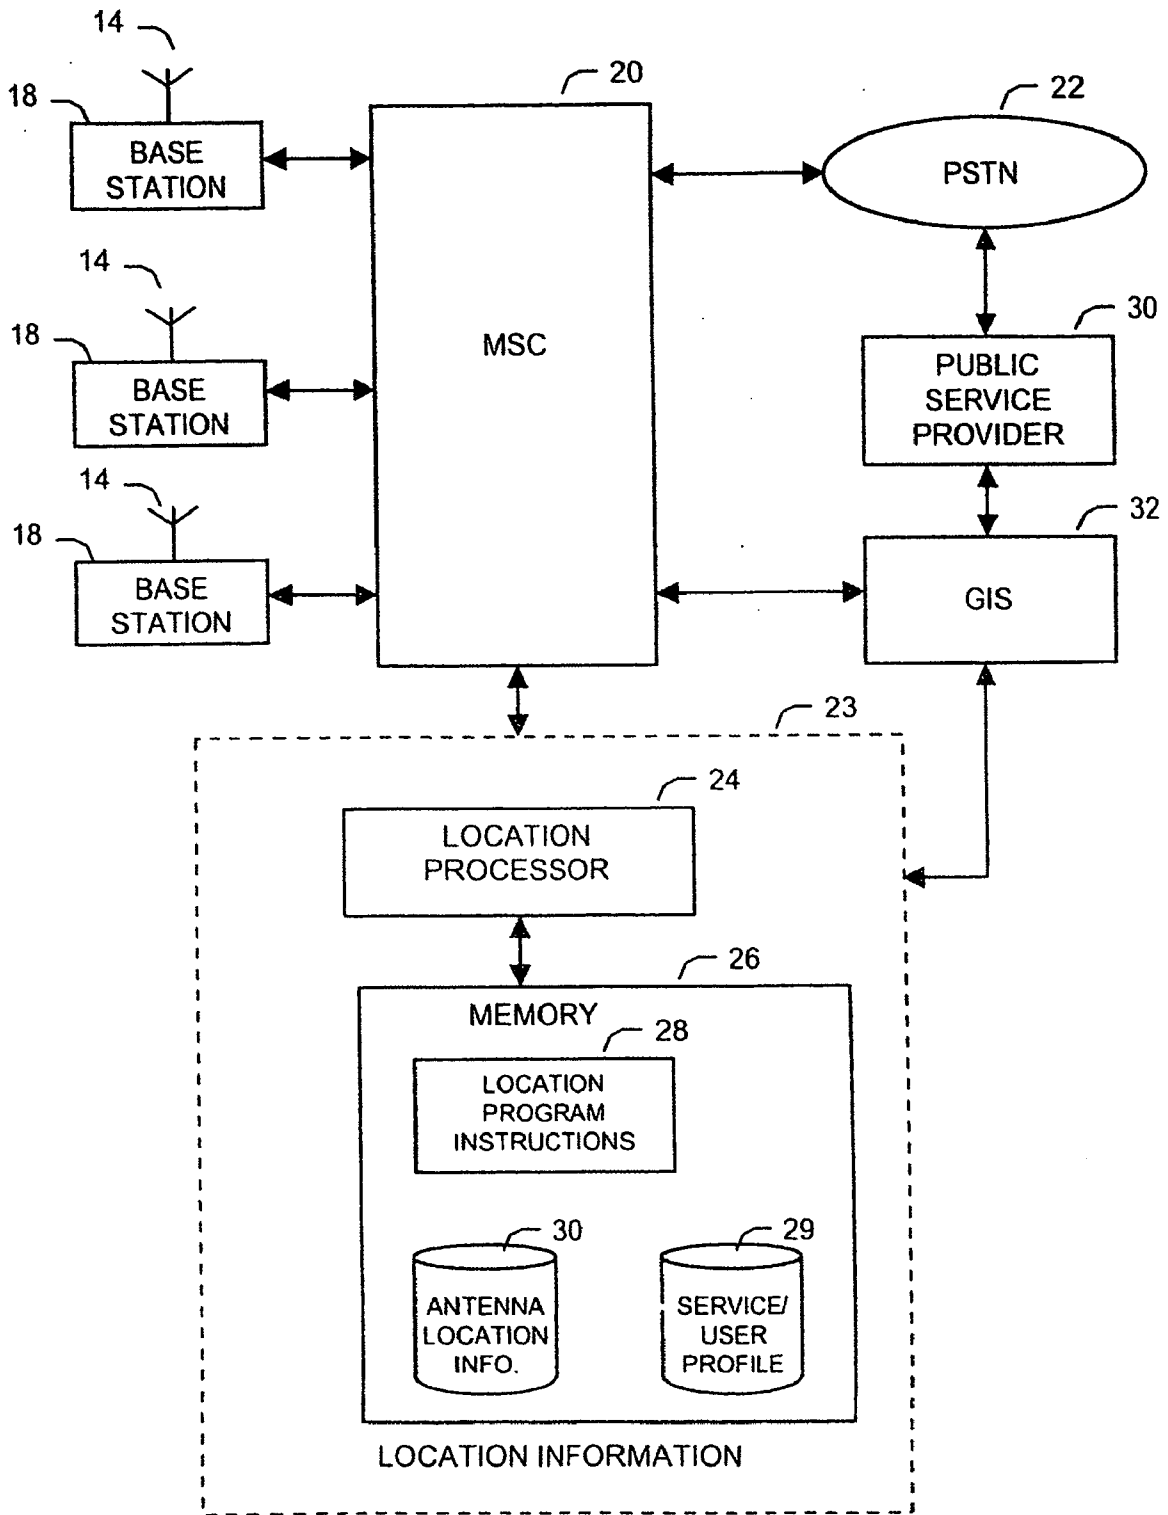 14
20
22
18
BASE
STATION
PSTN
14
18
BASE
STATION
MSC
30
PUBLIC
SERVICE
PROVIDER
14
18
BASE
STATION
32
GIS
23
24
LOCATION
PROCESSOR
26
MEMORY
28
LOCATION
PROGRAM
INSTRUCTIONS
30
ANTENNA
LOCATION
INFO.
29
SERVICE/
USER
PROFILE
LOCATION INFORMATION